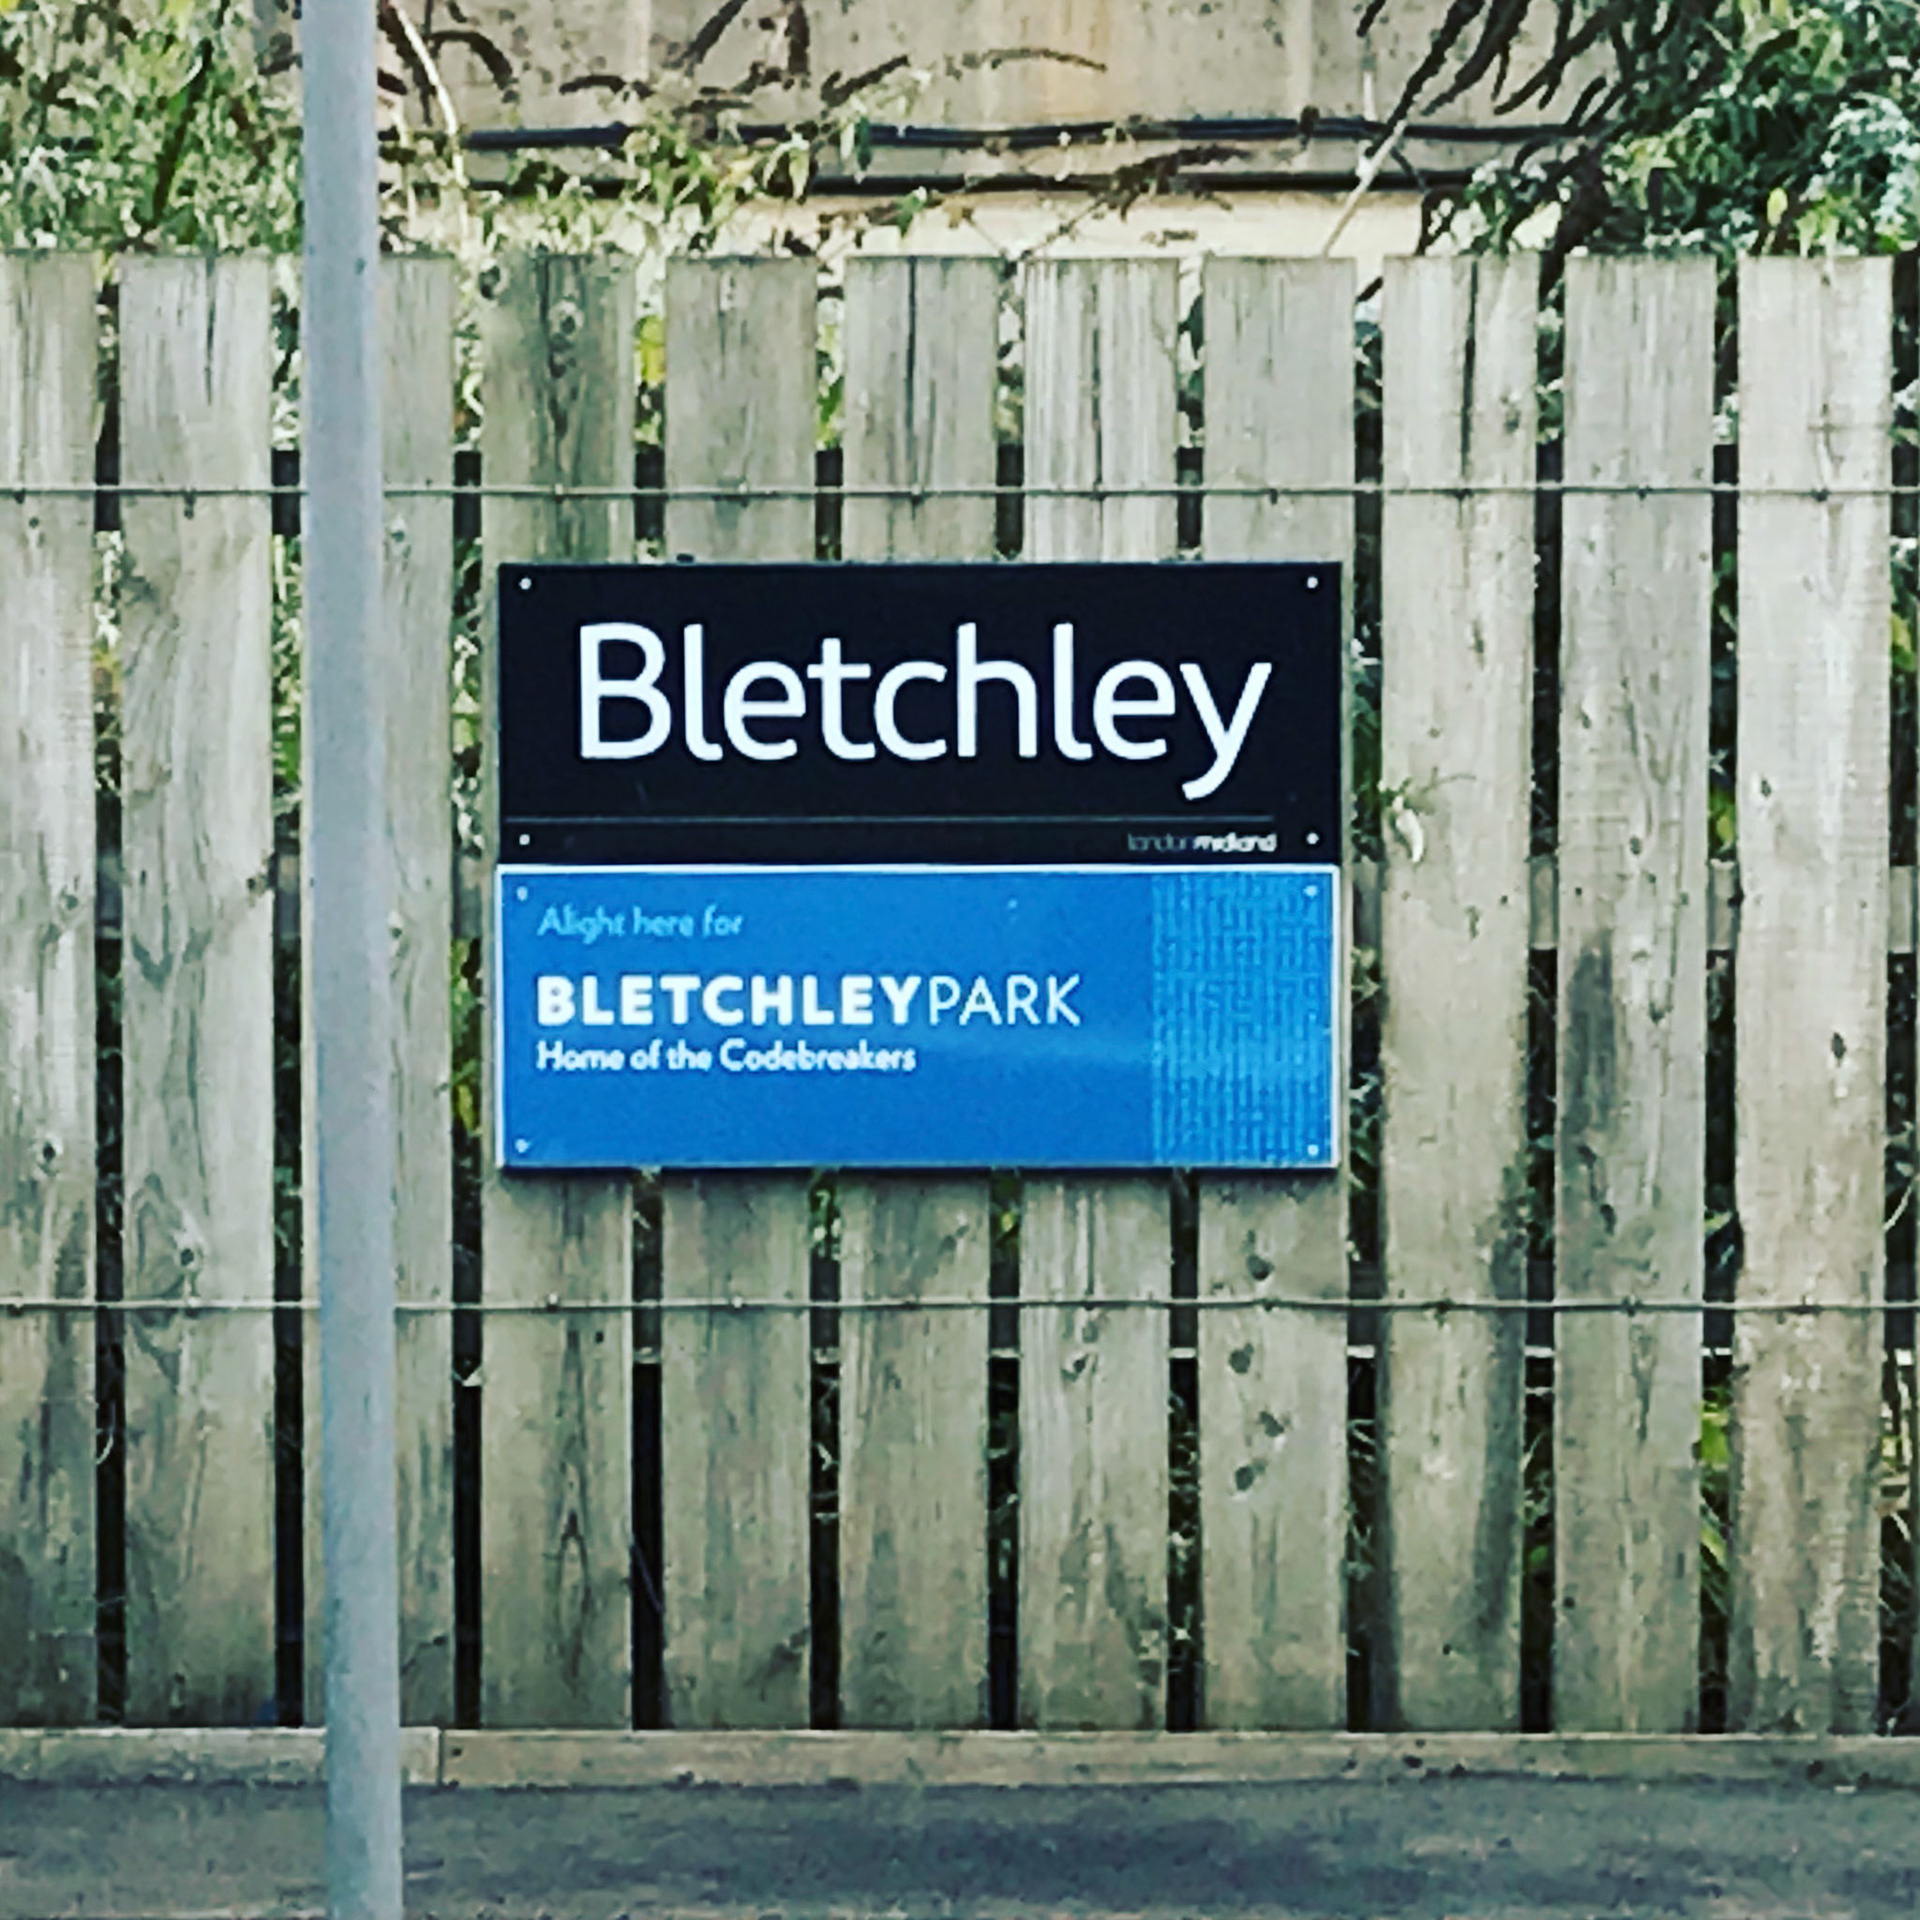 Bletchley
londonmidland
Alight here for
BLETCHLEYPARK
Home of the Codebreakers